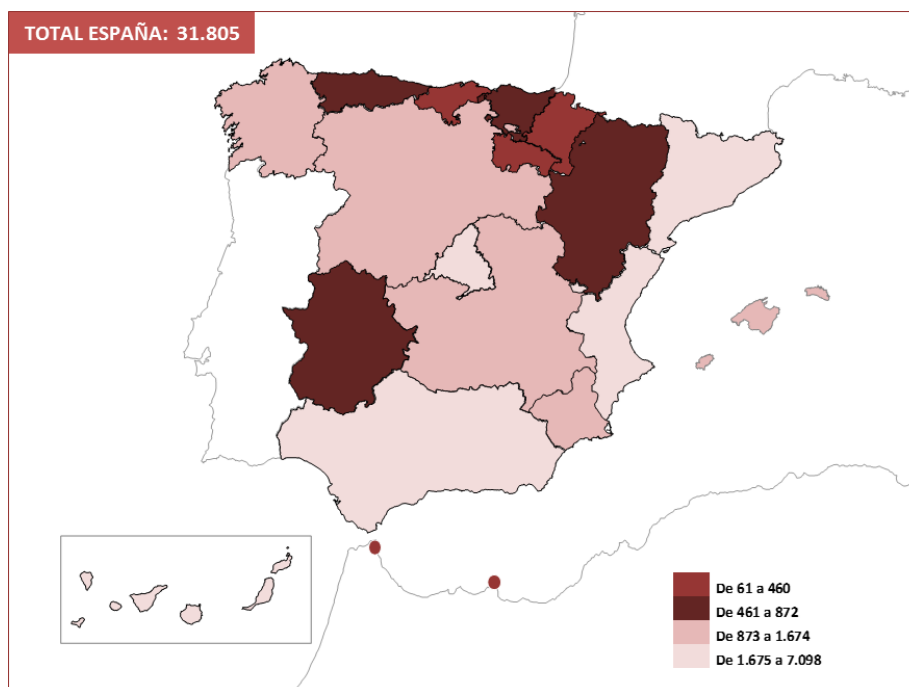 TOTAL ESPAÑA: 31.805
De 61 a 460
De 461 a 872
De 873 a 1.674
De 1.675 a 7.098